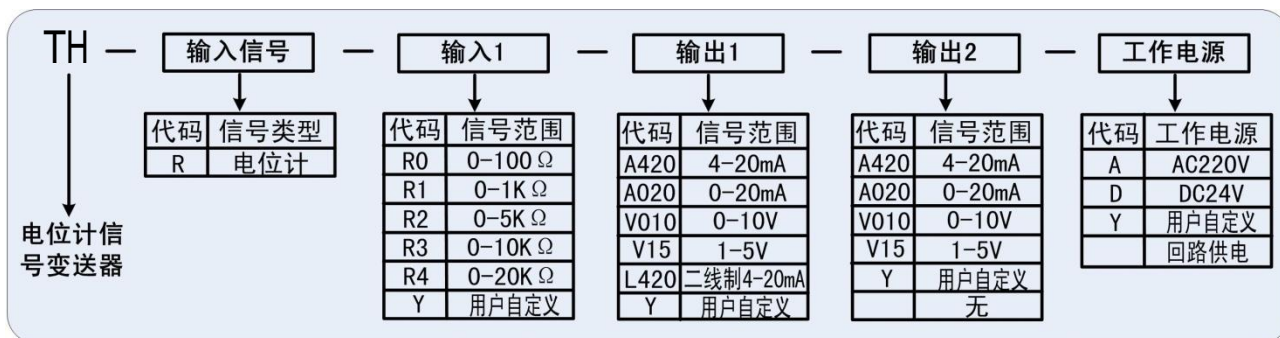 TH — 输入信号 — 输入1 — 输出1 — 输出2 — 工作电源
电位计信
号变送器
代码 信号类型
R 电位计
代码 信号范围
R0 0-100Ω
R1 0-1KΩ
R2 0-5KΩ
R3 0-10KΩ
R4 0-20KΩ
Y 用户自定义
代码 信号范围
A420 4-20mA
A020 0-20mA
V010 0-10V
V15 1-5V
L420 二线制4-20mA
Y 用户自定义
代码 信号范围
A420 4-20mA
A020 0-20mA
V010 0-10V
V15 1-5V
Y 用户自定义
无
代码 工作电源
A AC220V
D DC24V
Y 用户自定义
回路供电